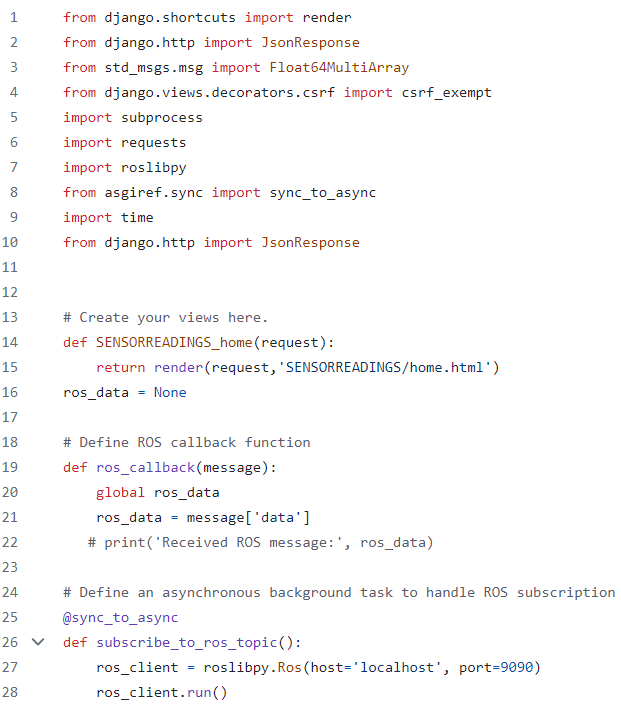 1 from django.shortcuts import render
2 from django.http import JsonResponse
3 from std_msgs.msg import Float64MultiArray
4 from django.views.decorators.csrf import csrf_exempt
5 import subprocess
6 import requests
7 import roslibpy
8 from asgiref.sync import sync_to_async
9 import time
10 from django.http import JsonResponse
11
12
13 # Create your views here.
14 def SENSORREADINGS_home(request):
15     return render(request,'SENSORREADINGS/home.html')
16 ros_data = None
17
18 # Define ROS callback function
19 def ros_callback(message):
20     global ros_data
21     ros_data = message['data']
22    # print('Received ROS message:', ros_data)
23
24 # Define an asynchronous background task to handle ROS subscription
25 @sync_to_async
26 def subscribe_to_ros_topic():
27     ros_client = roslibpy.Ros(host='localhost', port=9090)
28     ros_client.run()